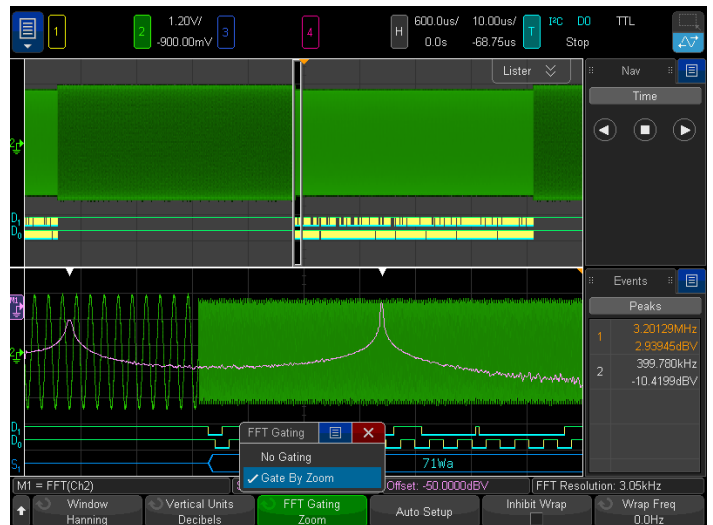 1
2
1.20V/
-900.00mV
3
4
H
600.0us/
0.0s
10.00us/
-68.75us
T
I²C
D0
TTL
Stop
Lister
Nav
Time
2
D1
D0
M1
2
D1
D0
S1
71Wa
Events
Peaks
1
3.20129MHz
2.93945dBV
2
399.780kHz
-10.4199dBV
FFT Gating
No Gating
Gate By Zoom
M1 = FFT(Ch2)
Offset: -50.0000dBV
FFT Resolution: 3.05kHz
Window
Hanning
Vertical Units
Decibels
FFT Gating
Zoom
Auto Setup
Inhibit Wrap
Wrap Freq
0.0Hz